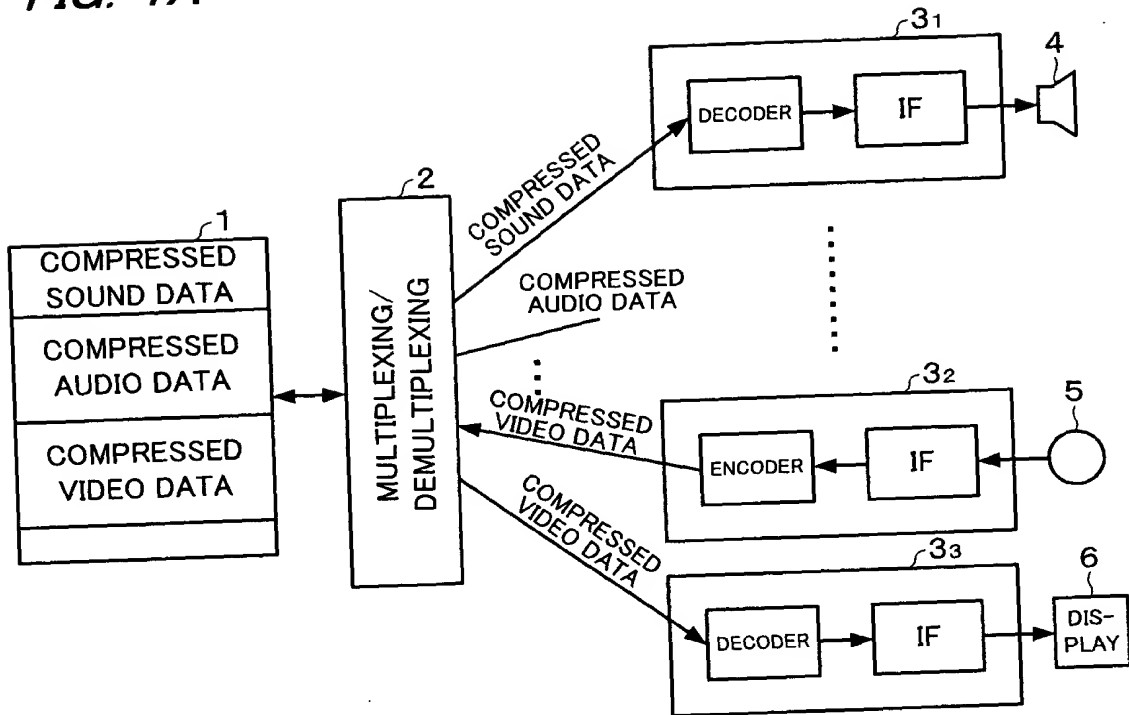 FIG. 4A
3₁
4
DECODER
IF
COMPRESSED
SOUND DATA
2
1
COMPRESSED
SOUND DATA
COMPRESSED
AUDIO DATA
COMPRESSED
VIDEO DATA
MULTIPLEXING/
DEMULTIPLEXING
COMPRESSED
AUDIO DATA
3₂
5
COMPRESSED
VIDEO DATA
ENCODER
IF
COMPRESSED
VIDEO DATA
3₃
6
DECODER
IF
DIS-
PLAY